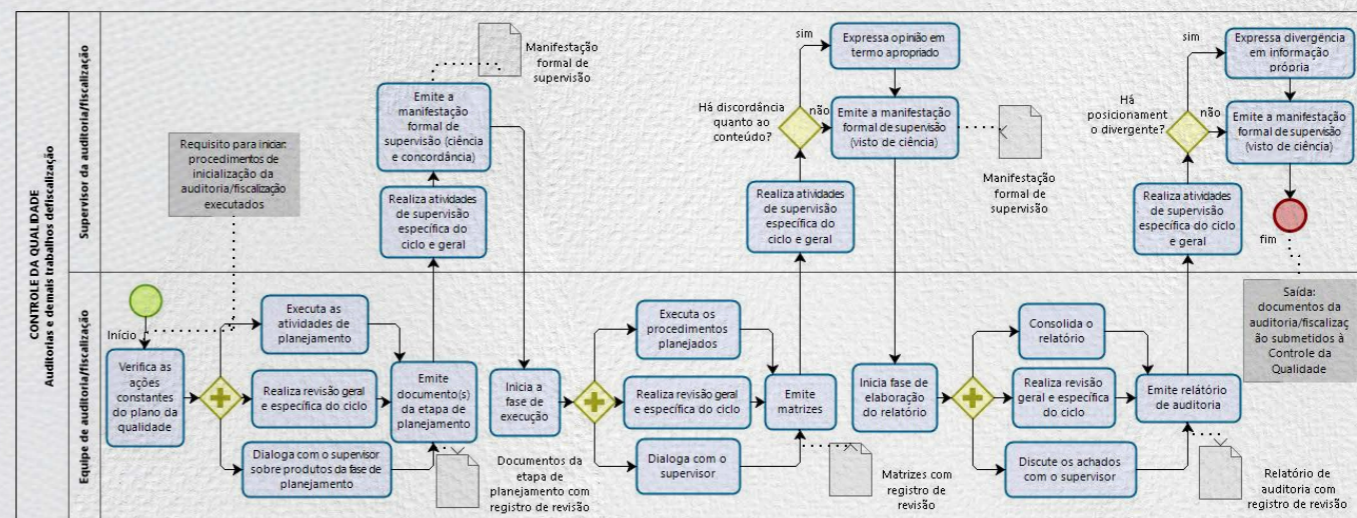 CONTROLE DA QUALIDADE
Auditorias e demais trabalhos defiscalização
Supervisor da auditoria/fiscalização
Requisito para iniciar:
procedimentos de
inicialização da
auditoria/fiscalização
executados
Emite a
manifestação
formal de
supervisão (ciência
e concordância)
Manifestação
formal de
supervisão
Realiza atividades
de supervisão
específica do
ciclo e geral
Há discordância
quanto ao
conteúdo?
sim
não
Expressa opinião em
termo apropriado
Emite a manifestação
formal de supervisão
(visto de ciência)
Manifestação
formal de
supervisão
Realiza atividades
de supervisão
específica do ciclo
e geral
Há
posicionament
o divergente?
sim
não
Expressa divergência
em informação
própria
Emite a manifestação
formal de supervisão
(visto de ciência)
Realiza atividades
de supervisão
específica do ciclo
e geral
fim
Saída:
documentos da
auditoria/fiscalizaç
ão submetidos à
Controle da
Qualidade
Equipe de auditoria/fiscalização
Início
Verifica as
ações
constantes
do plano da
qualidade
Executa as
atividades de
planejamento
Realiza revisão geral
e específica do ciclo
Dialoga com o supervisor
sobre produtos da fase de
planejamento
Emite
documento(s)
da etapa de
planejamento
Documentos da
etapa de
planejamento com
registro de revisão
Inicia a
fase de
execução
Executa os
procedimentos
planejados
Realiza revisão geral
e específica do ciclo
Dialoga com o
supervisor
Emite
matrizes
Matrizes com
registro de
revisão
Inicia fase de
elaboração
do relatório
Consolida o
relatório
Realiza revisão
geral e específica
do ciclo
Discute os achados
com o supervisor
Emite relátório
de auditoria
Relatório de
auditoria com
registro de revisão